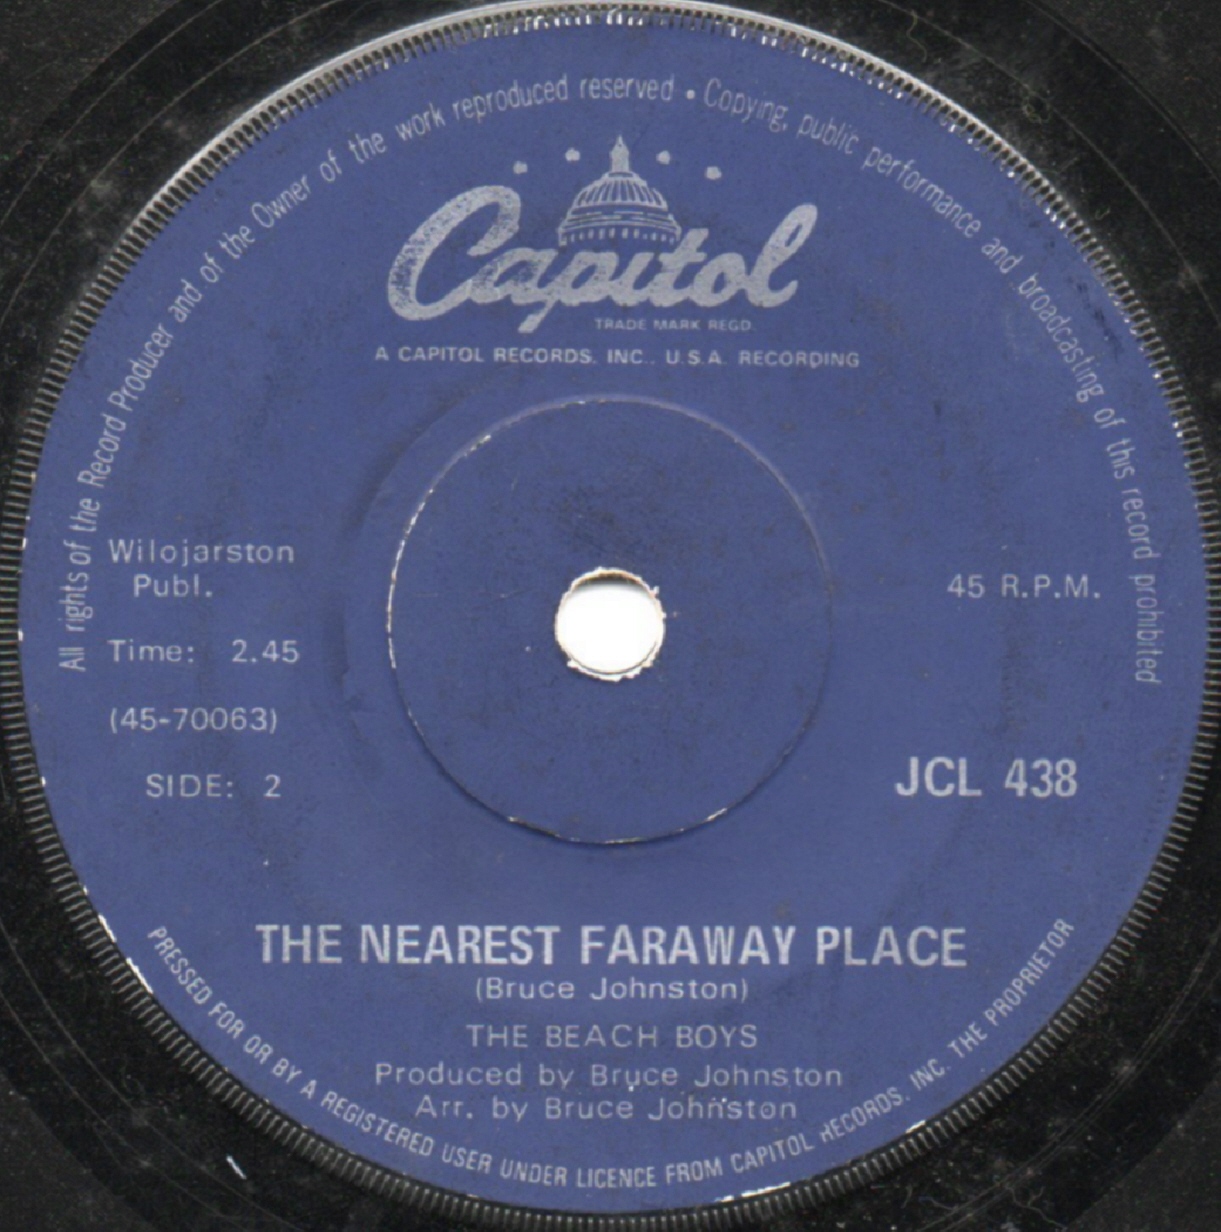 All rights of the Record Producer and of the Owner of the work reproduced reserved • Copying, public performance and broadcasting of this record prohibited
Capitol
TRADE MARK REGD.
A CAPITOL RECORDS. INC.. U.S.A. RECORDING
Wilojarston
Publ.
45 R.P.M.
Time: 2.45
(45-70063)
SIDE: 2
JCL 438
THE NEAREST FARAWAY PLACE
(Bruce Johnston)
THE BEACH BOYS
Produced by Bruce Johnston
Arr. by Bruce Johnston
PRESSED FOR OR BY A REGISTERED USER UNDER LICENCE FROM CAPITOL RECORDS. INC. THE PROPRIETOR